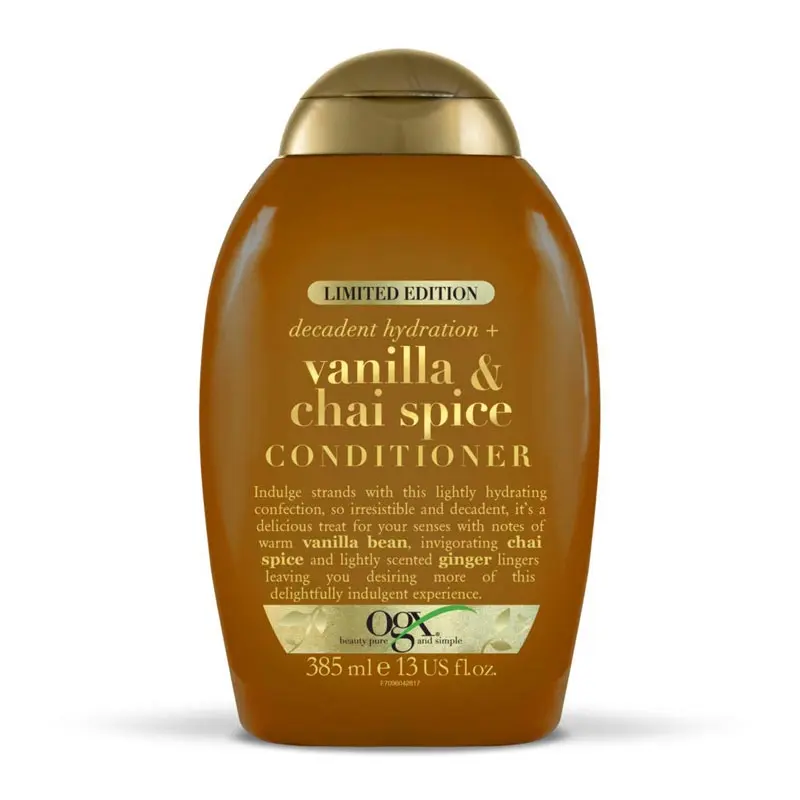 LIMITED EDITION
decadent hydration +
vanilla &
chai spice
CONDITIONER
Indulge strands with this lightly hydrating
confection, so irresistible and decadent, it's a
delicious treat for your senses with notes of
warm vanilla bean, invigorating chai
spice and lightly scented ginger lingers
leaving you desiring more of this
delightfully indulgent experience.
ogx
beauty pure and simple
385 ml e 13 US fl.oz.
F7096042817